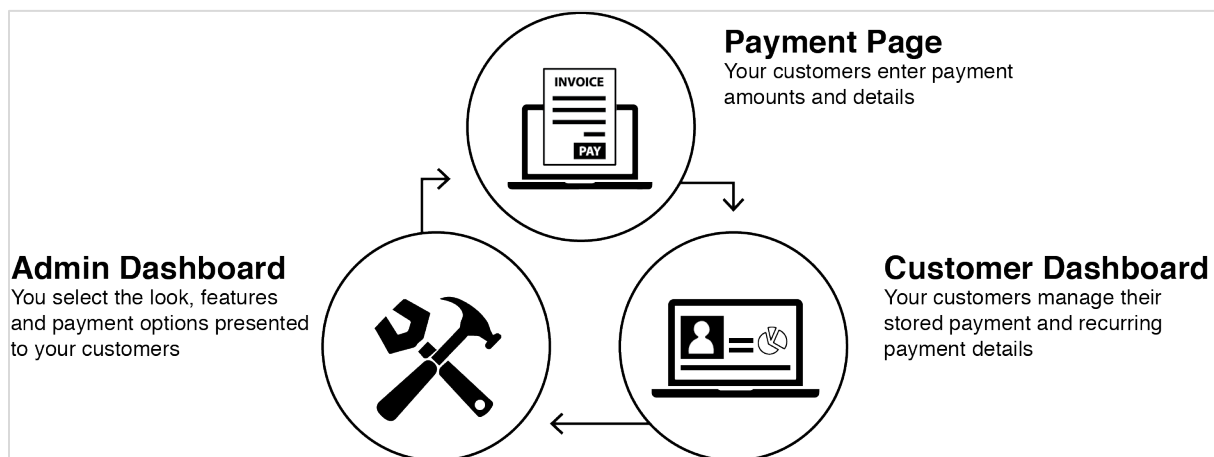 Payment Page
Your customers enter payment
amounts and details
INVOICE
PAY
Admin Dashboard
You select the look, features
and payment options presented
to your customers
Customer Dashboard
Your customers manage their
stored payment and recurring
payment details